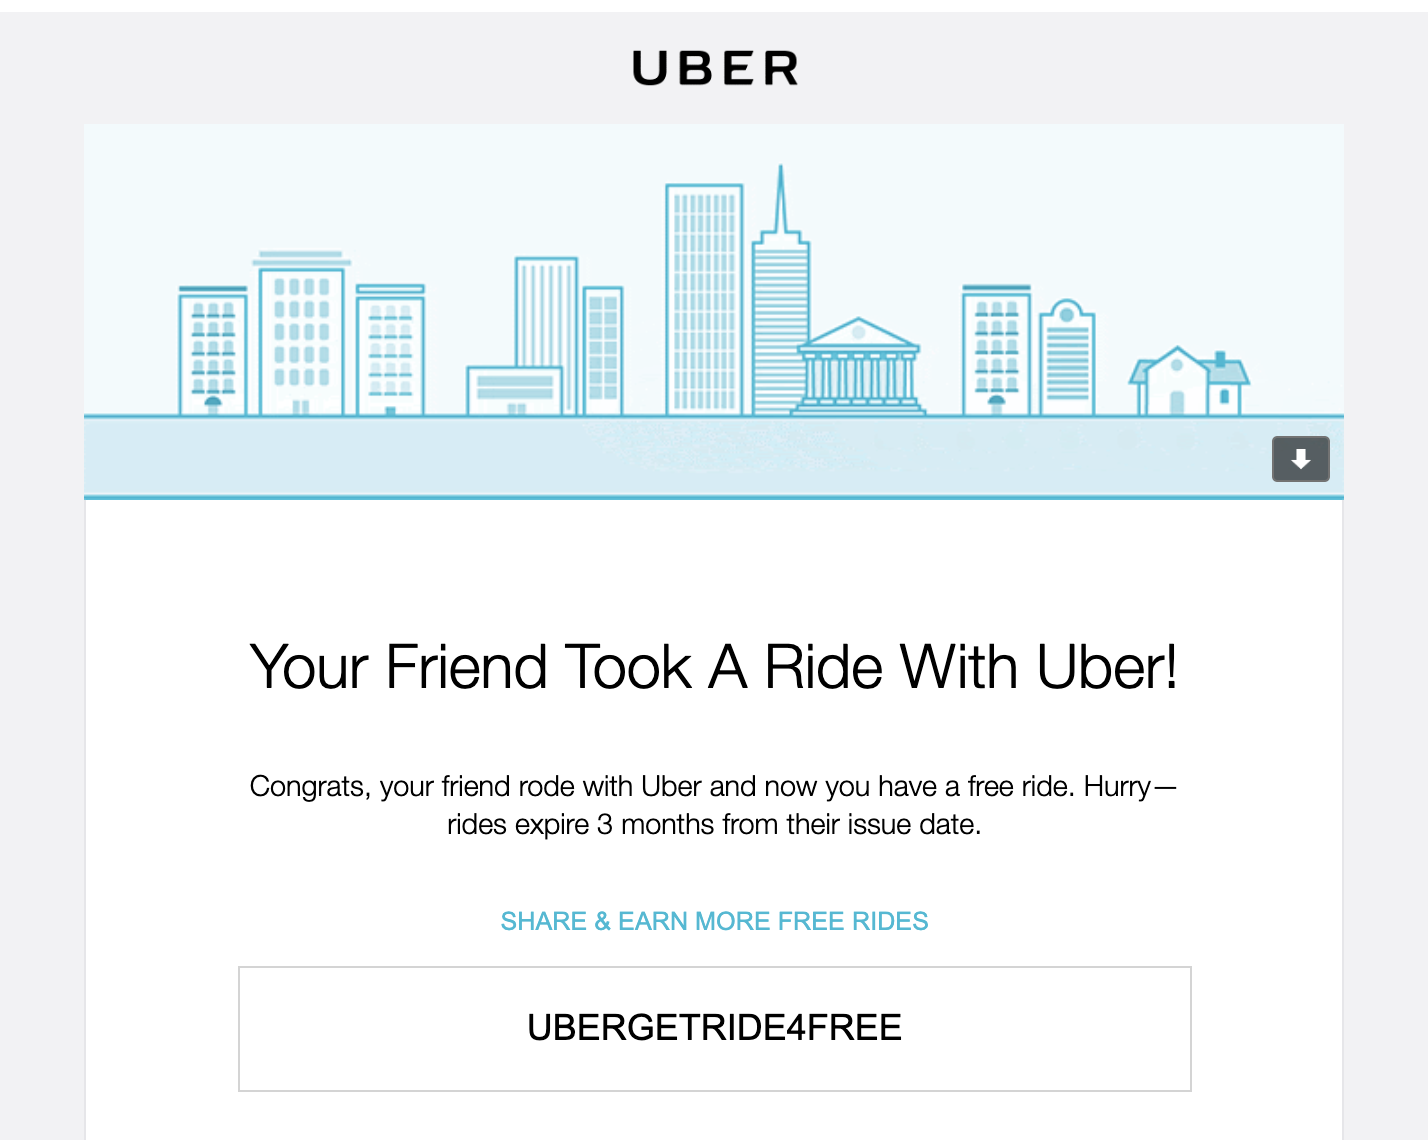 UBER
Your Friend Took A Ride With Uber!
Congrats, your friend rode with Uber and now you have a free ride. Hurry—
rides expire 3 months from their issue date.
SHARE & EARN MORE FREE RIDES
UBERGETRIDE4FREE